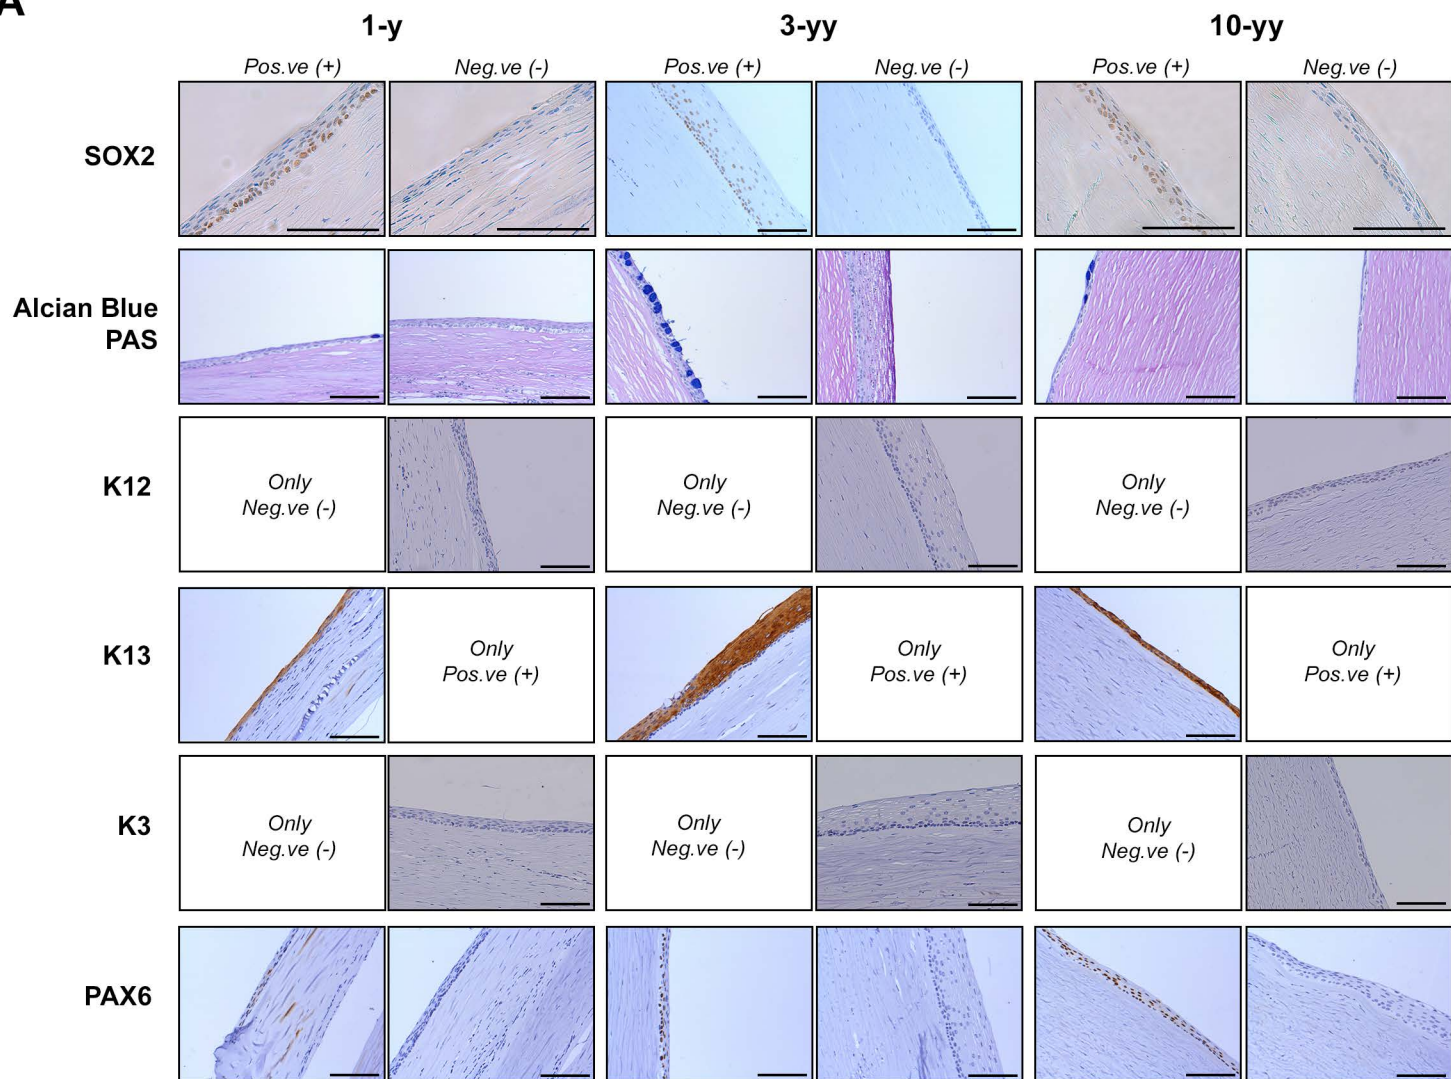 A
1-y 3-yy 10-yy
Pos.ve (+) Neg.ve (-) Pos.ve (+) Neg.ve (-) Pos.ve (+) Neg.ve (-)
SOX2
Alcian Blue
PAS
K12
Only
Neg.ve (-)
Only
Neg.ve (-)
Only
Neg.ve (-)
K13
Only
Pos.ve (+)
Only
Pos.ve (+)
Only
Pos.ve (+)
K3
Only
Neg.ve (-)
Only
Neg.ve (-)
Only
Neg.ve (-)
PAX6